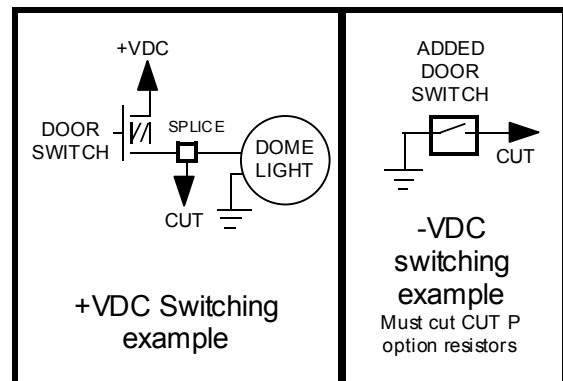 +VDC
DOOR
SWITCH
SPLICE
DOME
LIGHT
CUT
+VDC Switching
example
ADDED
DOOR
SWITCH
CUT
-VDC
switching
example
Must cut CUT P
option resistors